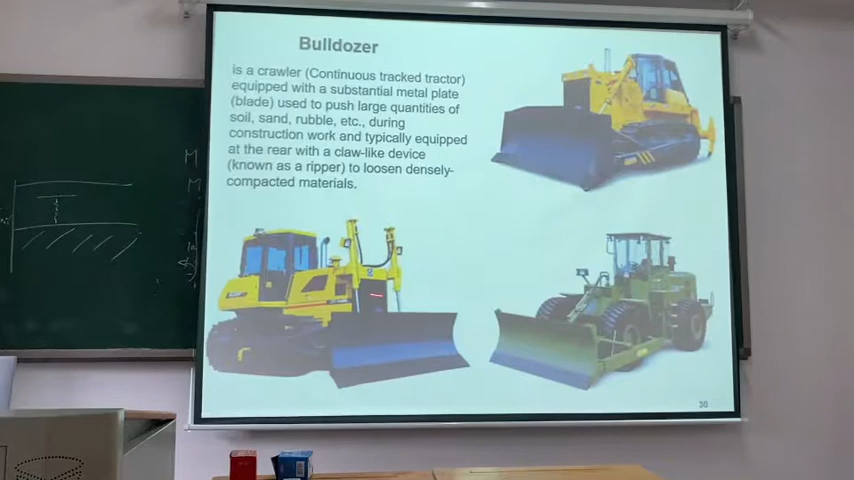 Bulldozer
is a crawler (Continuous tracked tractor)
equipped with a substantial metal plate
(blade) used to push large quantities of
soil, sand, rubble, etc., during
construction work and typically equipped
at the rear with a claw-like device
(known as a ripper) to loosen densely-
compacted materials.
30